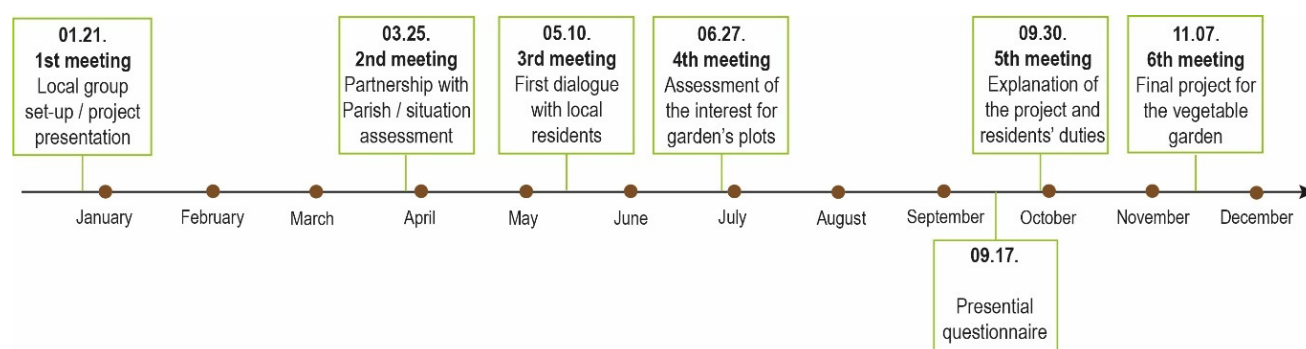 01.21.
1st meeting
Local group
set-up / project
presentation
03.25.
2nd meeting
Partnership with
Parish / situation
assessment
05.10.
3rd meeting
First dialogue
with local
residents
06.27.
4th meeting
Assessment of
the interest for
garden's plots
09.30.
5th meeting
Explanation of
the project and
residents' duties
11.07.
6th meeting
Final project for
the vegetable
garden
January
February
March
April
May
June
July
August
September
October
November
December
09.17.
Presential
questionnaire